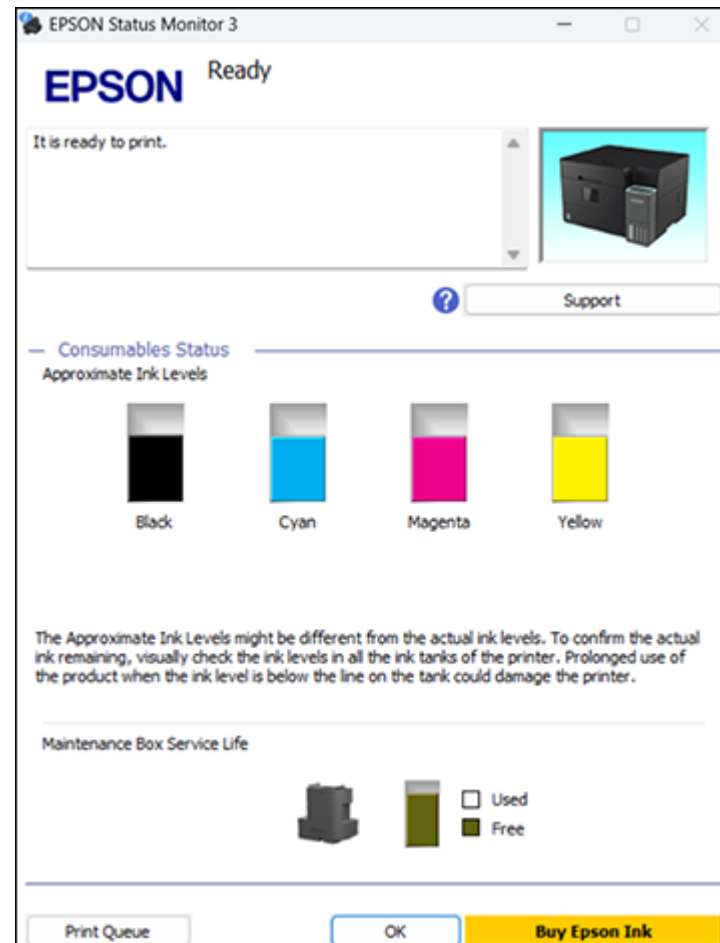 EPSON Status Monitor 3
EPSON
Ready
It is ready to print.
Support
Consumables Status
Approximate Ink Levels
Black
Cyan
Magenta
Yellow
The Approximate Ink Levels might be different from the actual ink levels. To confirm the actual
ink remaining, visually check the ink levels in all the ink tanks of the printer. Prolonged use of
the product when the ink level is below the line on the tank could damage the printer.
Maintenance Box Service Life
Used
Free
Print Queue
OK
Buy Epson Ink